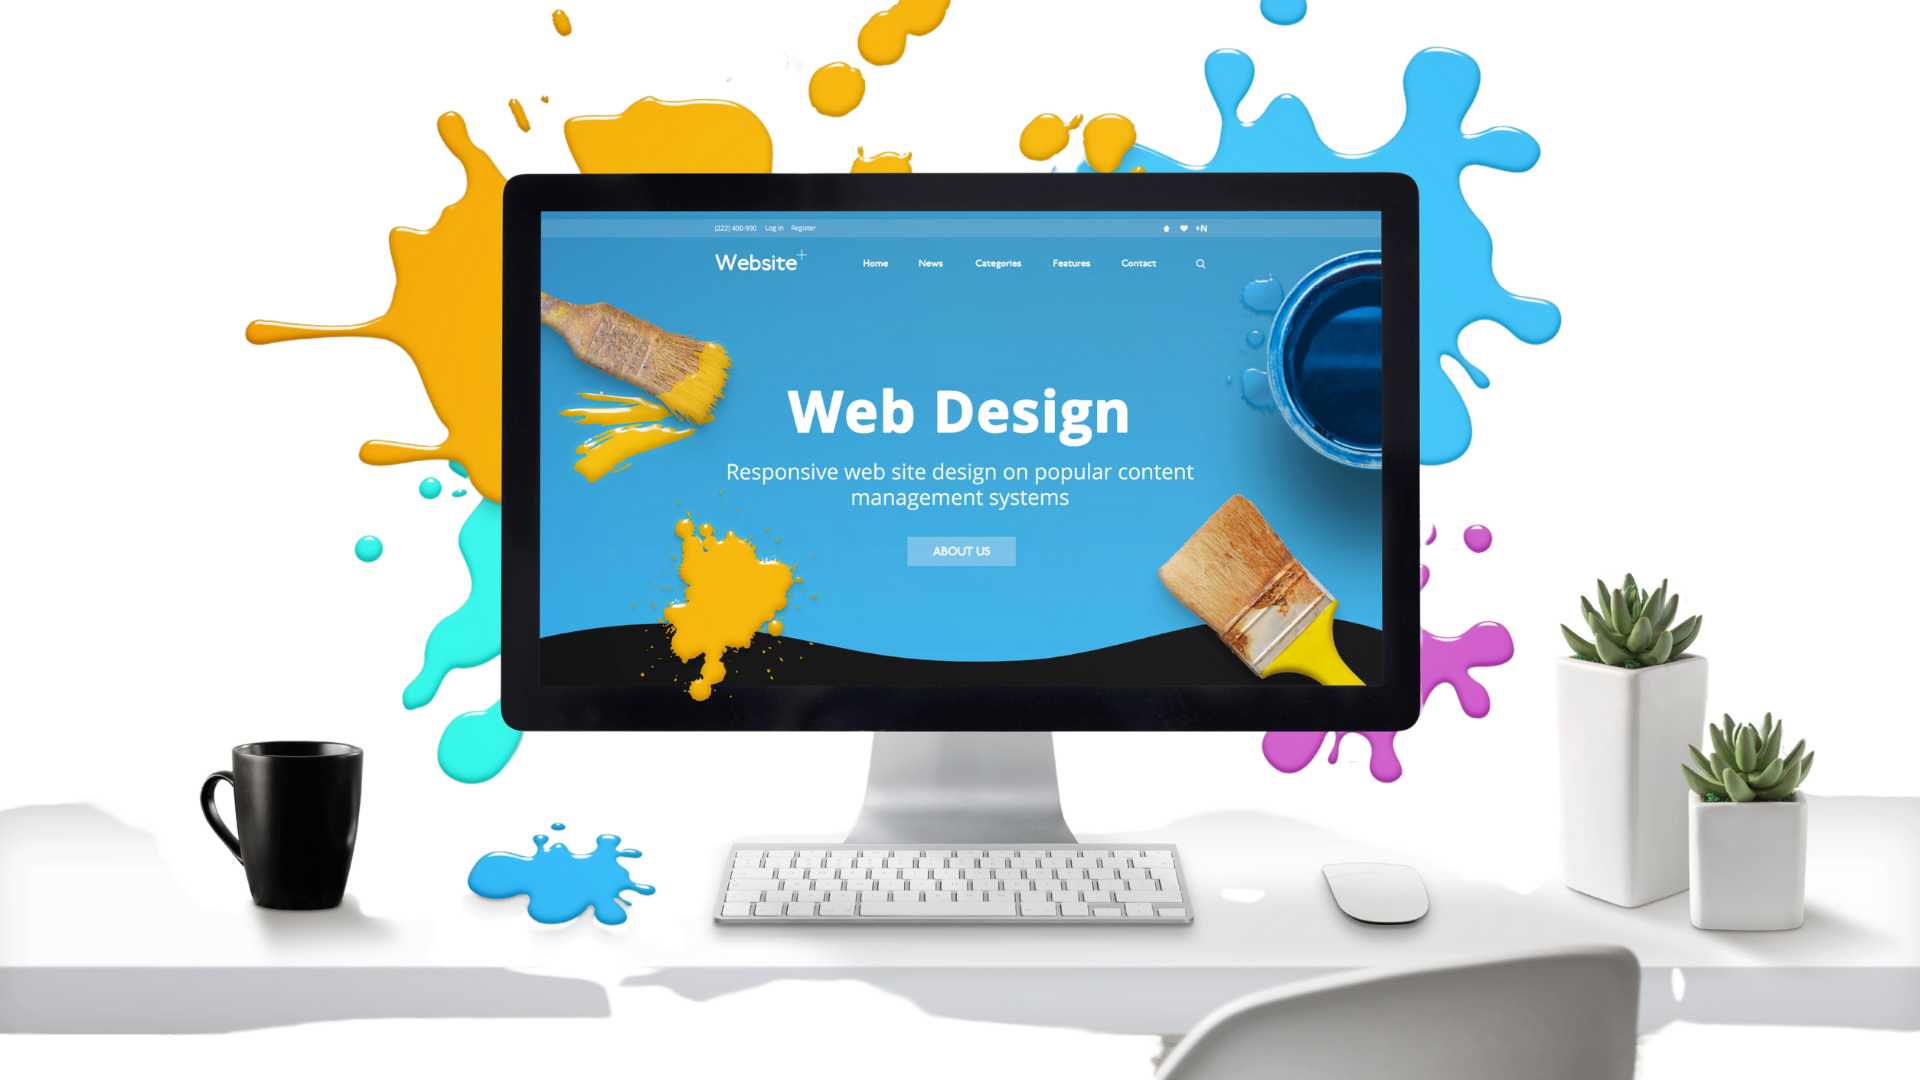 (222) 400-990 Log in Register
+N
Website+
Home News Categories Features Contact
Web Design
Responsive web site design on popular content
management systems
ABOUT US